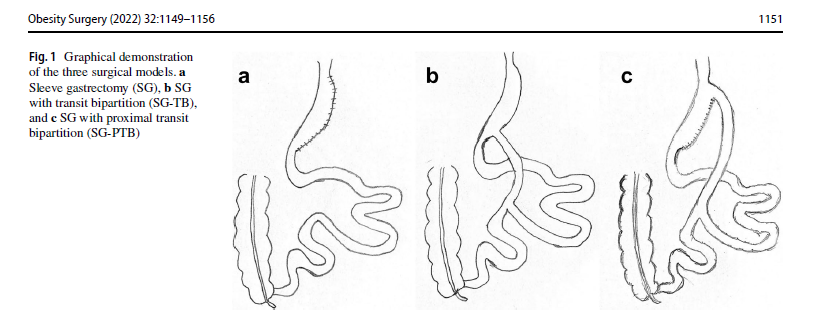 Obesity Surgery (2022) 32:1149–1156
1151
Fig. 1 Graphical demonstration
of the three surgical models. a
Sleeve gastrectomy (SG), b SG
with transit bipartition (SG-TB),
and c SG with proximal transit
bipartition (SG-PTB)
a
b
c